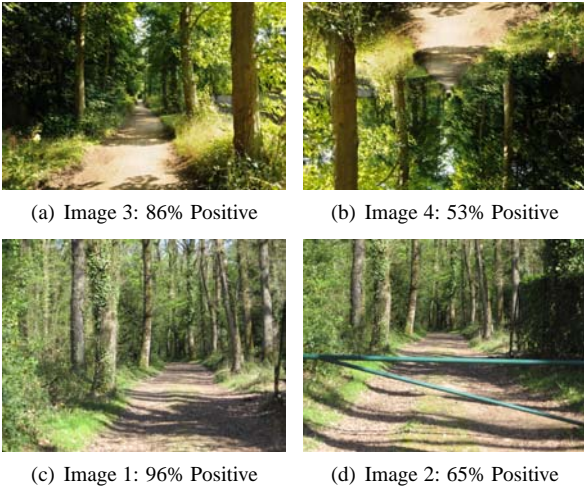 (a) Image 3: 86% Positive
(b) Image 4: 53% Positive
(c) Image 1: 96% Positive
(d) Image 2: 65% Positive